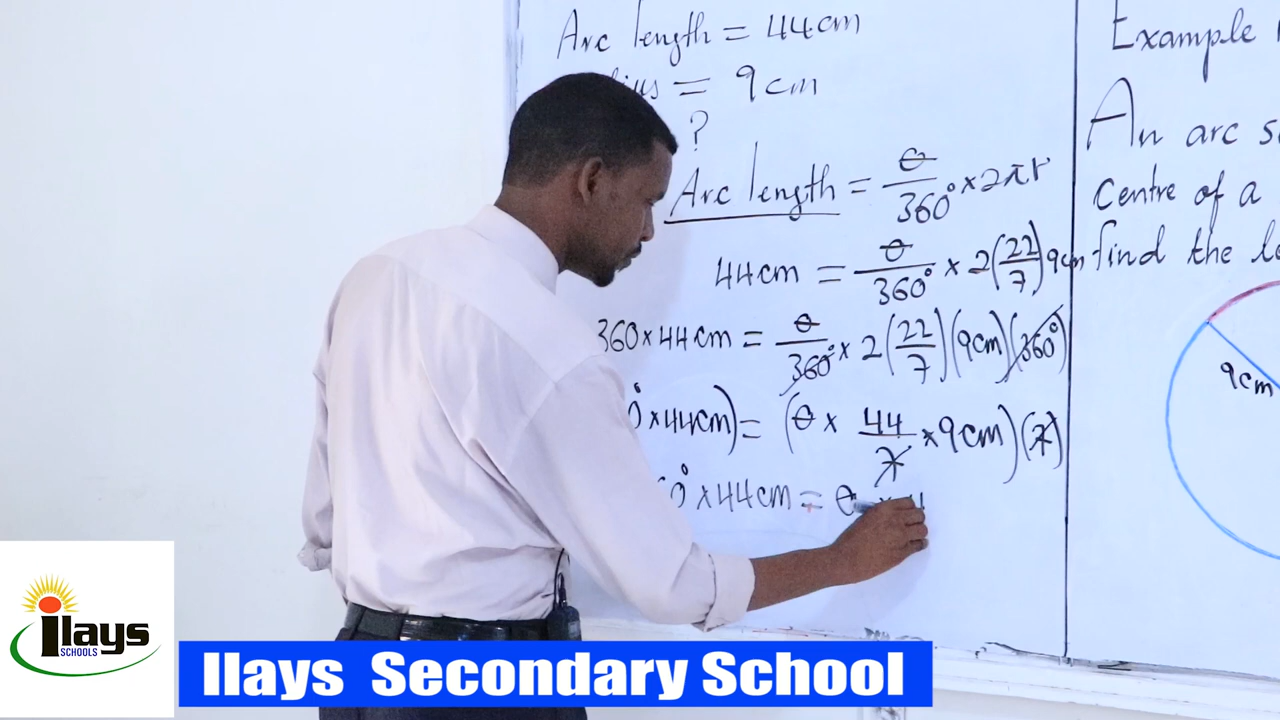 Arc length = 44cm
= 9cm
?
Arc length = θ/360° × 2πr
44cm = θ/360° × 2(22/7)9cm
360 × 44cm = θ/360° × 2(22/7)(9cm)(360°)
× 44cm) = (θ × 44/7 × 9cm)(7)
× 44cm = θ
Example
An arc
Centre of a
find the
9cm
ilays
SCHOOLS
Ilays Secondary School